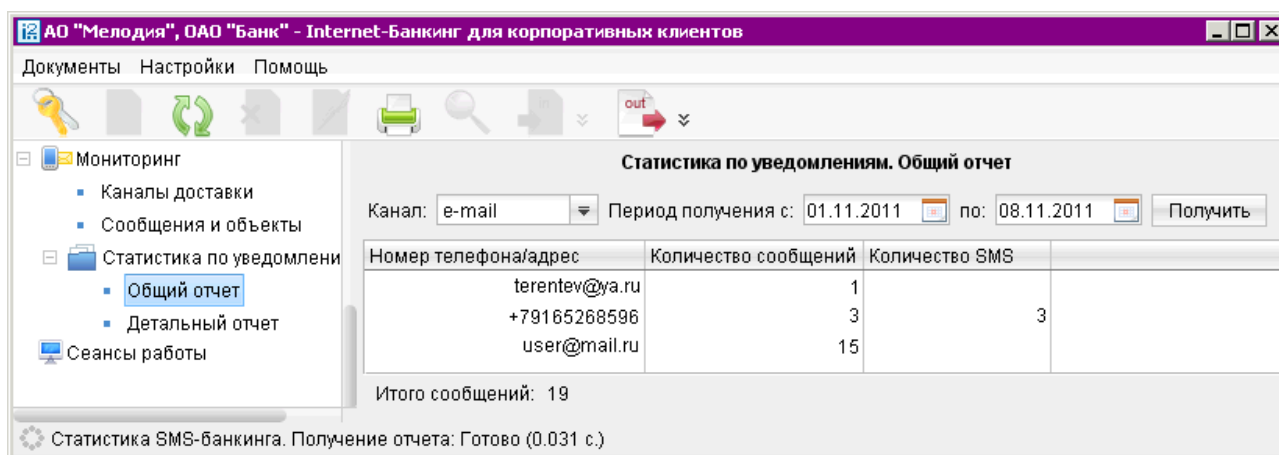 АО "Мелодия", ОАО "Банк" - Internet-Банкинг для корпоративных клиентов
Документы Настройки Помощь
in out
Мониторинг
Каналы доставки
Сообщения и объекты
Статистика по уведомлени
Общий отчет
Детальный отчет
Сеансы работы
Статистика по уведомлениям. Общий отчет
Канал: e-mail Период получения с: 01.11.2011 по: 08.11.2011 Получить
Номер телефона/адрес Количество сообщений Количество SMS
terentev@ya.ru 1
+79165268596 3 3
user@mail.ru 15
Итого сообщений: 19
Статистика SMS-банкинга. Получение отчета: Готово (0.031 с.)